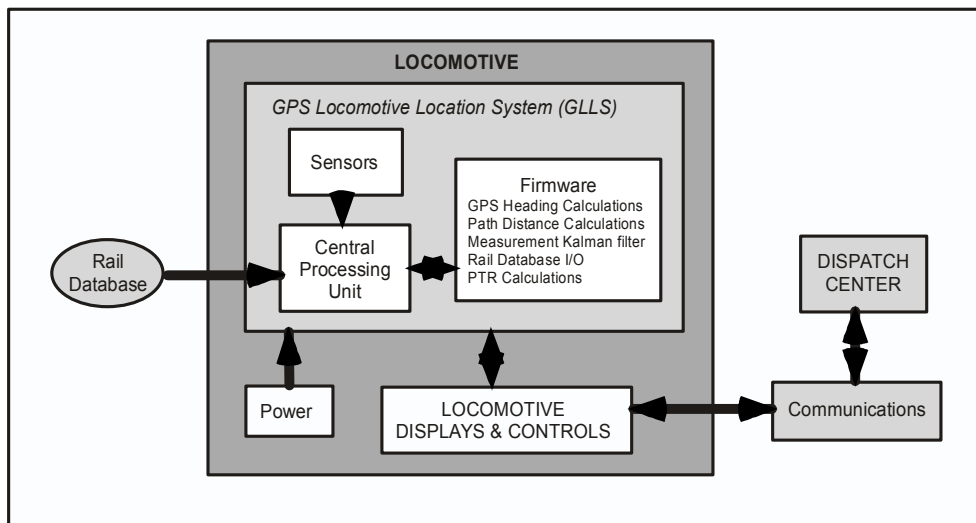 LOCOMOTIVE
GPS Locomotive Location System (GLLS)
Sensors
Firmware
GPS Heading Calculations
Path Distance Calculations
Measurement Kalman filter
Rail Database I/O
PTR Calculations
Central
Processing
Unit
Rail
Database
DISPATCH
CENTER
Power
LOCOMOTIVE
DISPLAYS & CONTROLS
Communications